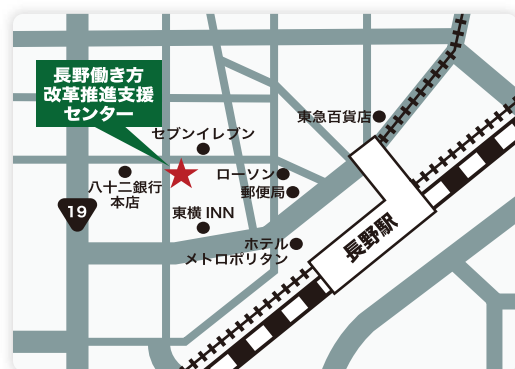 長野働き方
改革推進支援
センター
東急百貨店
セブンイレブン
ローソン
八十二銀行
本店
郵便局
19
東横 INN
長野駅
ホテル
メトロポリタン